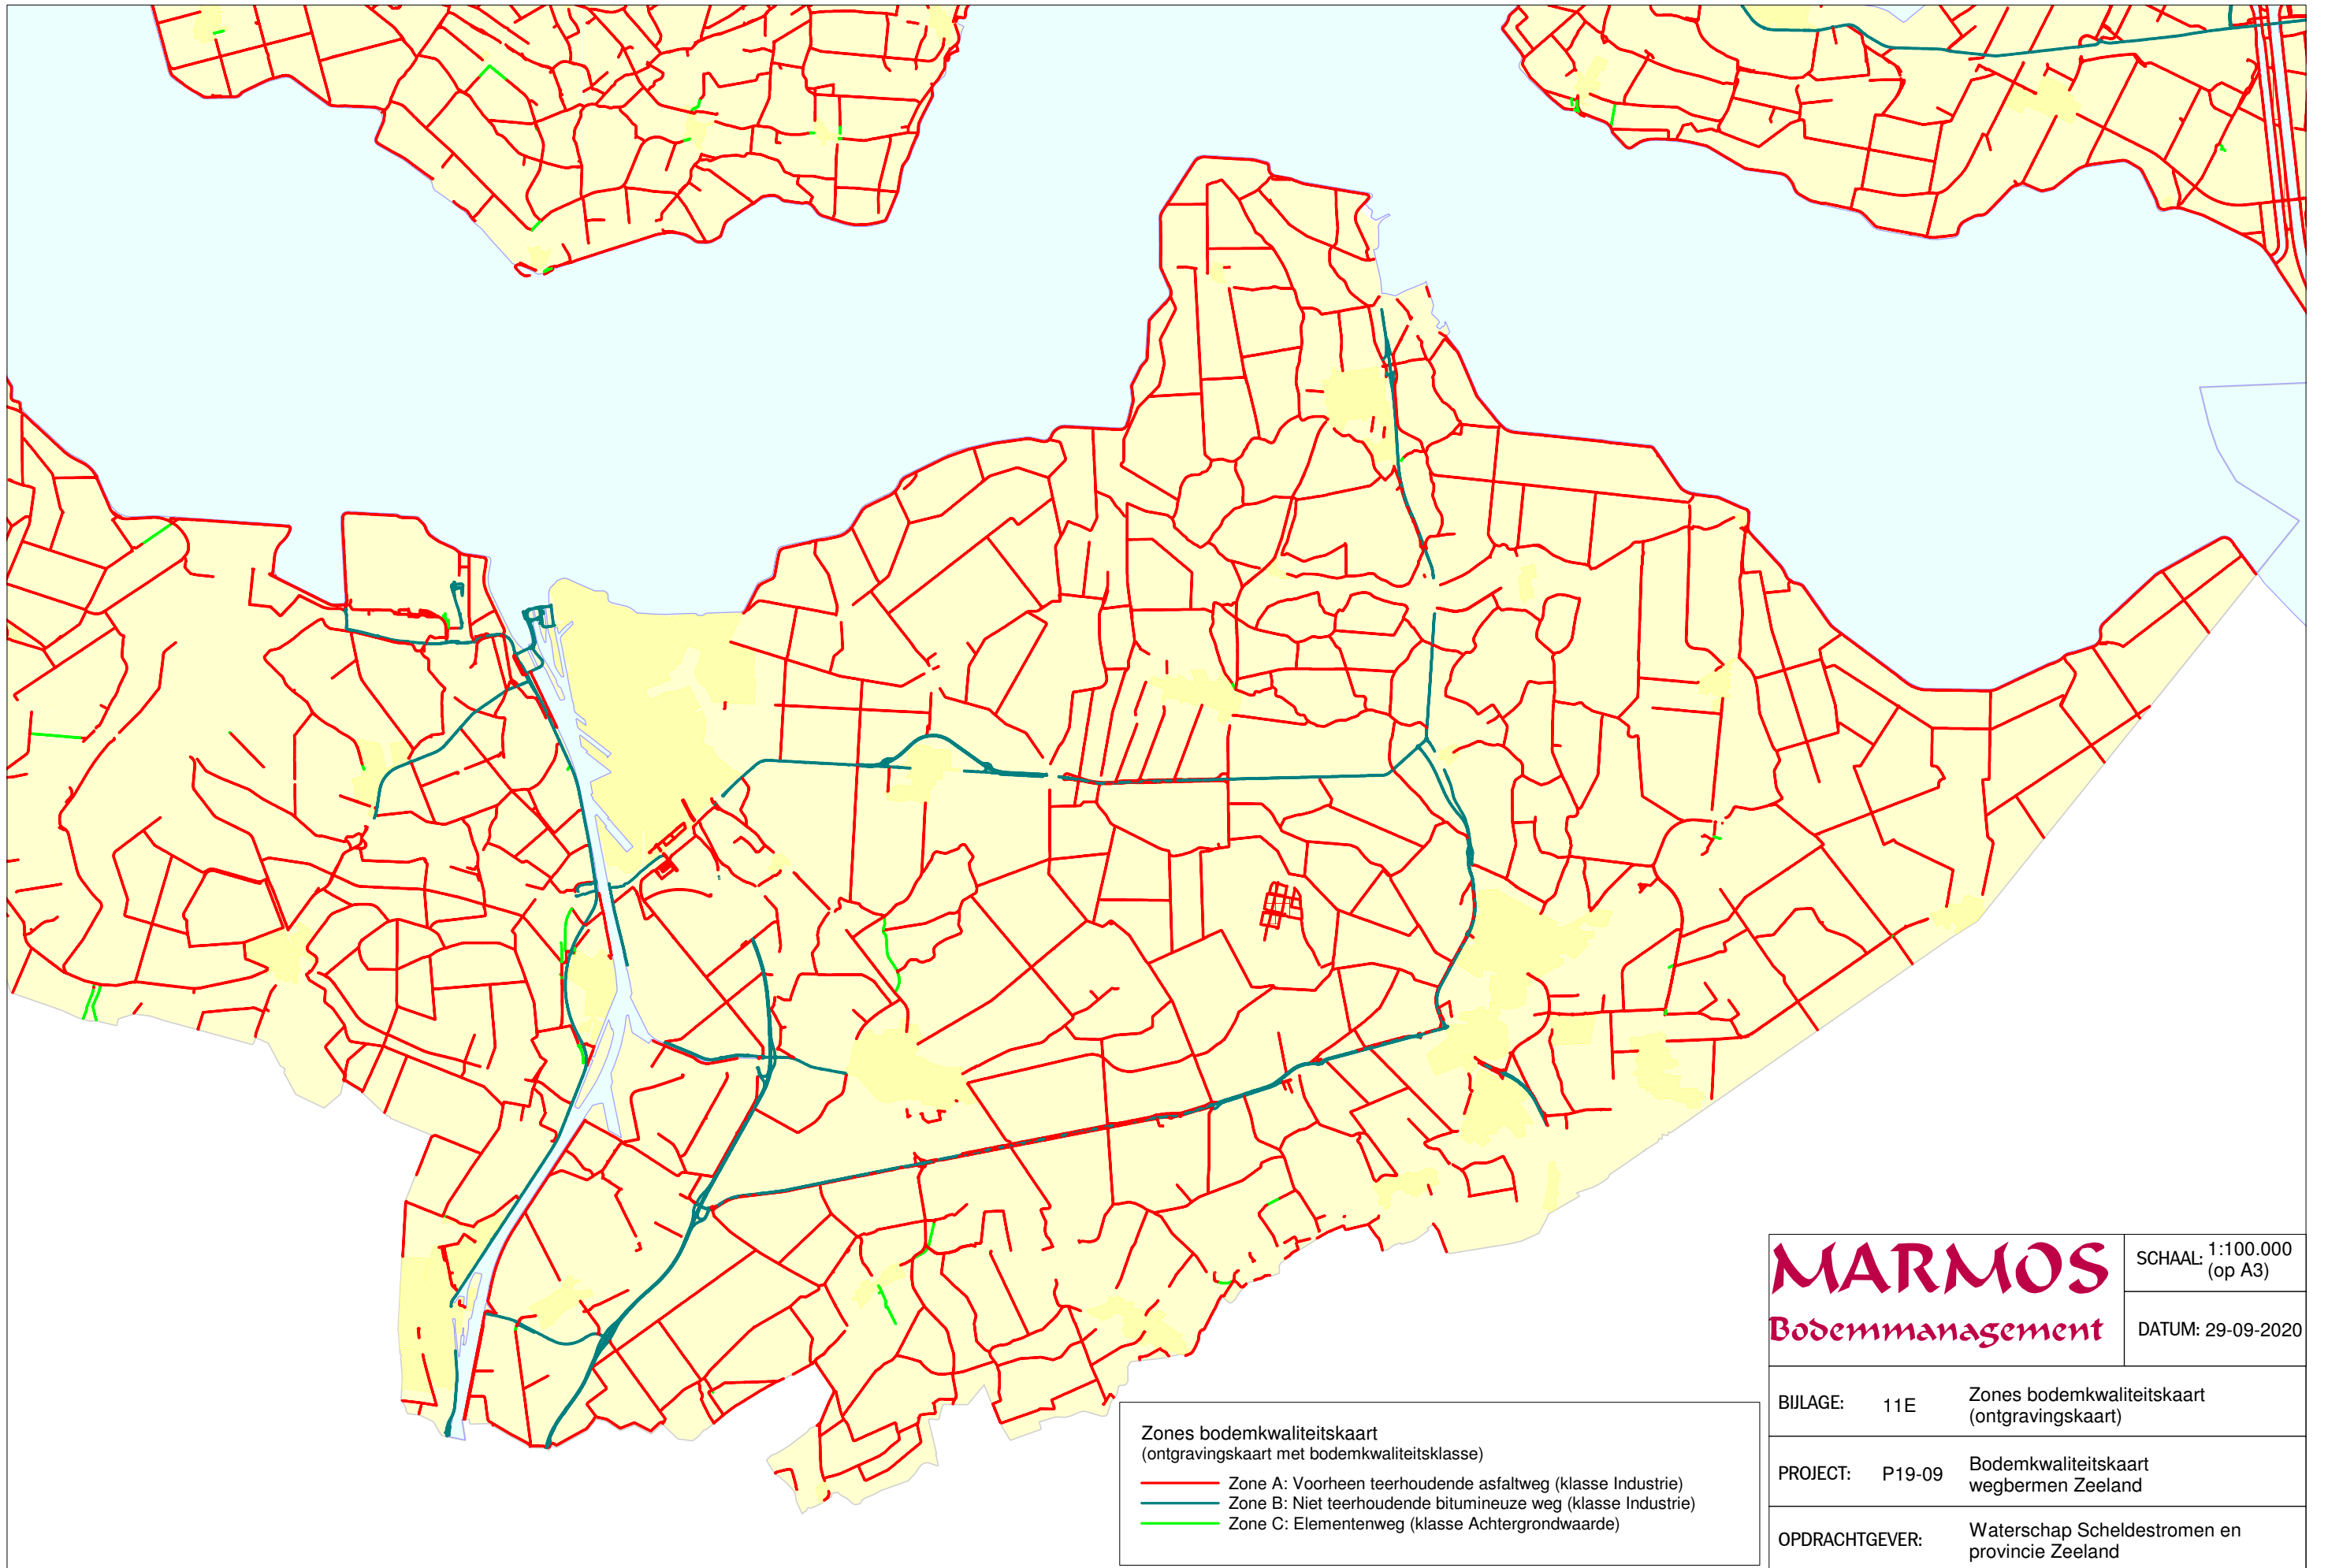 Zones bodemkwaliteitskaart
(ontgravingskaart met bodemkwaliteitsklasse)
Zone A: Voorheen teerhoudende asfaltweg (klasse Industrie)
Zone B: Niet teerhoudende bitumineuze weg (klasse Industrie)
Zone C: Elementenweg (klasse Achtergrondwaarde)
MARMOS
Bodemmanagement
SCHAAL: 1:100.000
(op A3)
DATUM: 29-09-2020
BIJLAGE: 11E Zones bodemkwaliteitskaart
(ontgravingskaart)
PROJECT: P19-09 Bodemkwaliteitskaart
wegbermen Zeeland
OPDRACHTGEVER: Waterschap Scheldestromen en
provincie Zeeland